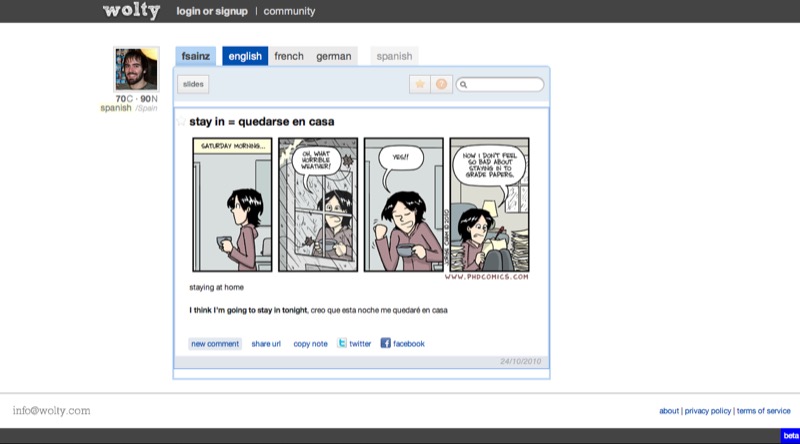 wolty
login or signup | community
fsainz
english
french
german
spanish
slides
70C - 90N
spanish /Spain
stay in = quedarse en casa
SATURDAY MORNING...
OH, WHAT
HORRIBLE
WEATHER!
YES!!
NOW I DON'T FEEL
SO BAD ABOUT
STAYING IN TO
GRADE PAPERS.
WWW.PHDCOMICS.COM
staying at home
I think I'm going to stay in tonight, creo que esta noche me quedaré en casa
new comment
share url
copy note
twitter
facebook
24/10/2010
info@wolty.com
about | privacy policy | terms of service
beta